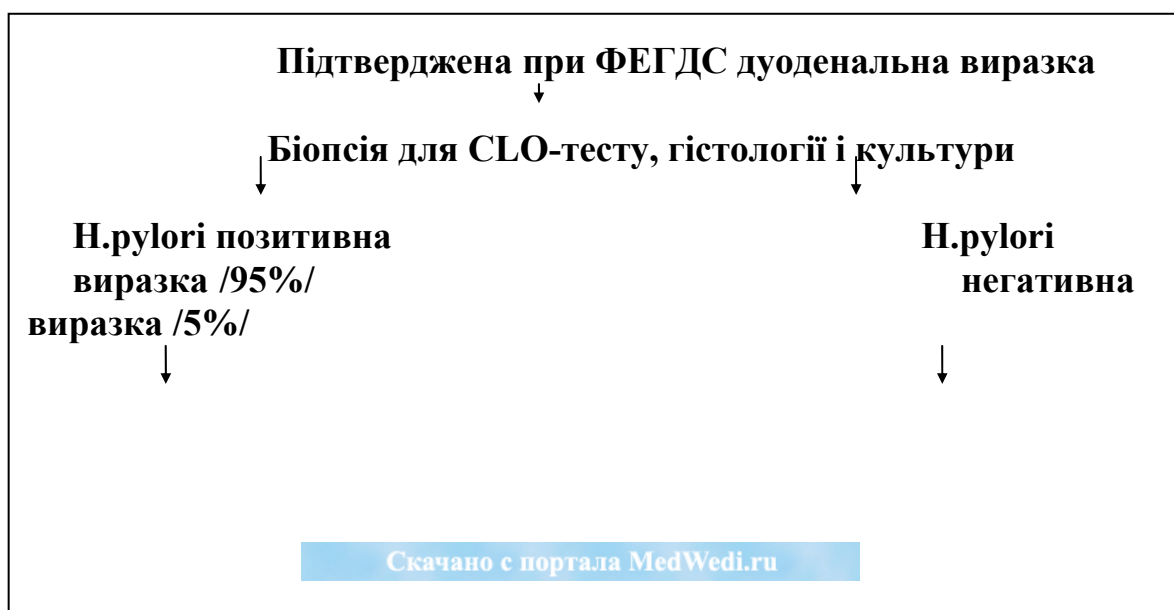 Підтверджена при ФЕГДС дуоденальна виразка
Біопсія для CLO-тесту, гістології і культури
H.pylori позитивна H.pylori
виразка /95%/ негативна
виразка /5%/
Скачано с портала MedWedi.ru